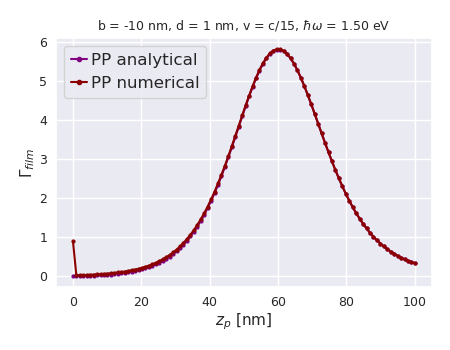 b = -10 nm, d = 1 nm, v = c/15, ℏω = 1.50 eV
6
5
4
3
2
1
0
Γ_film
PP analytical
PP numerical
0 20 40 60 80 100
z_p [nm]